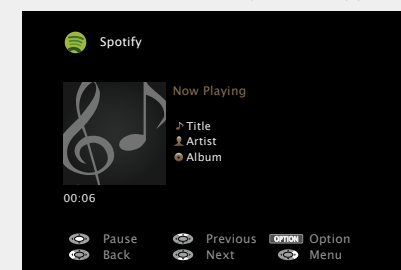 Spotify
Now Playing
Title
Artist
Album
00:06
Pause Previous OPTION Option
Back Next Menu